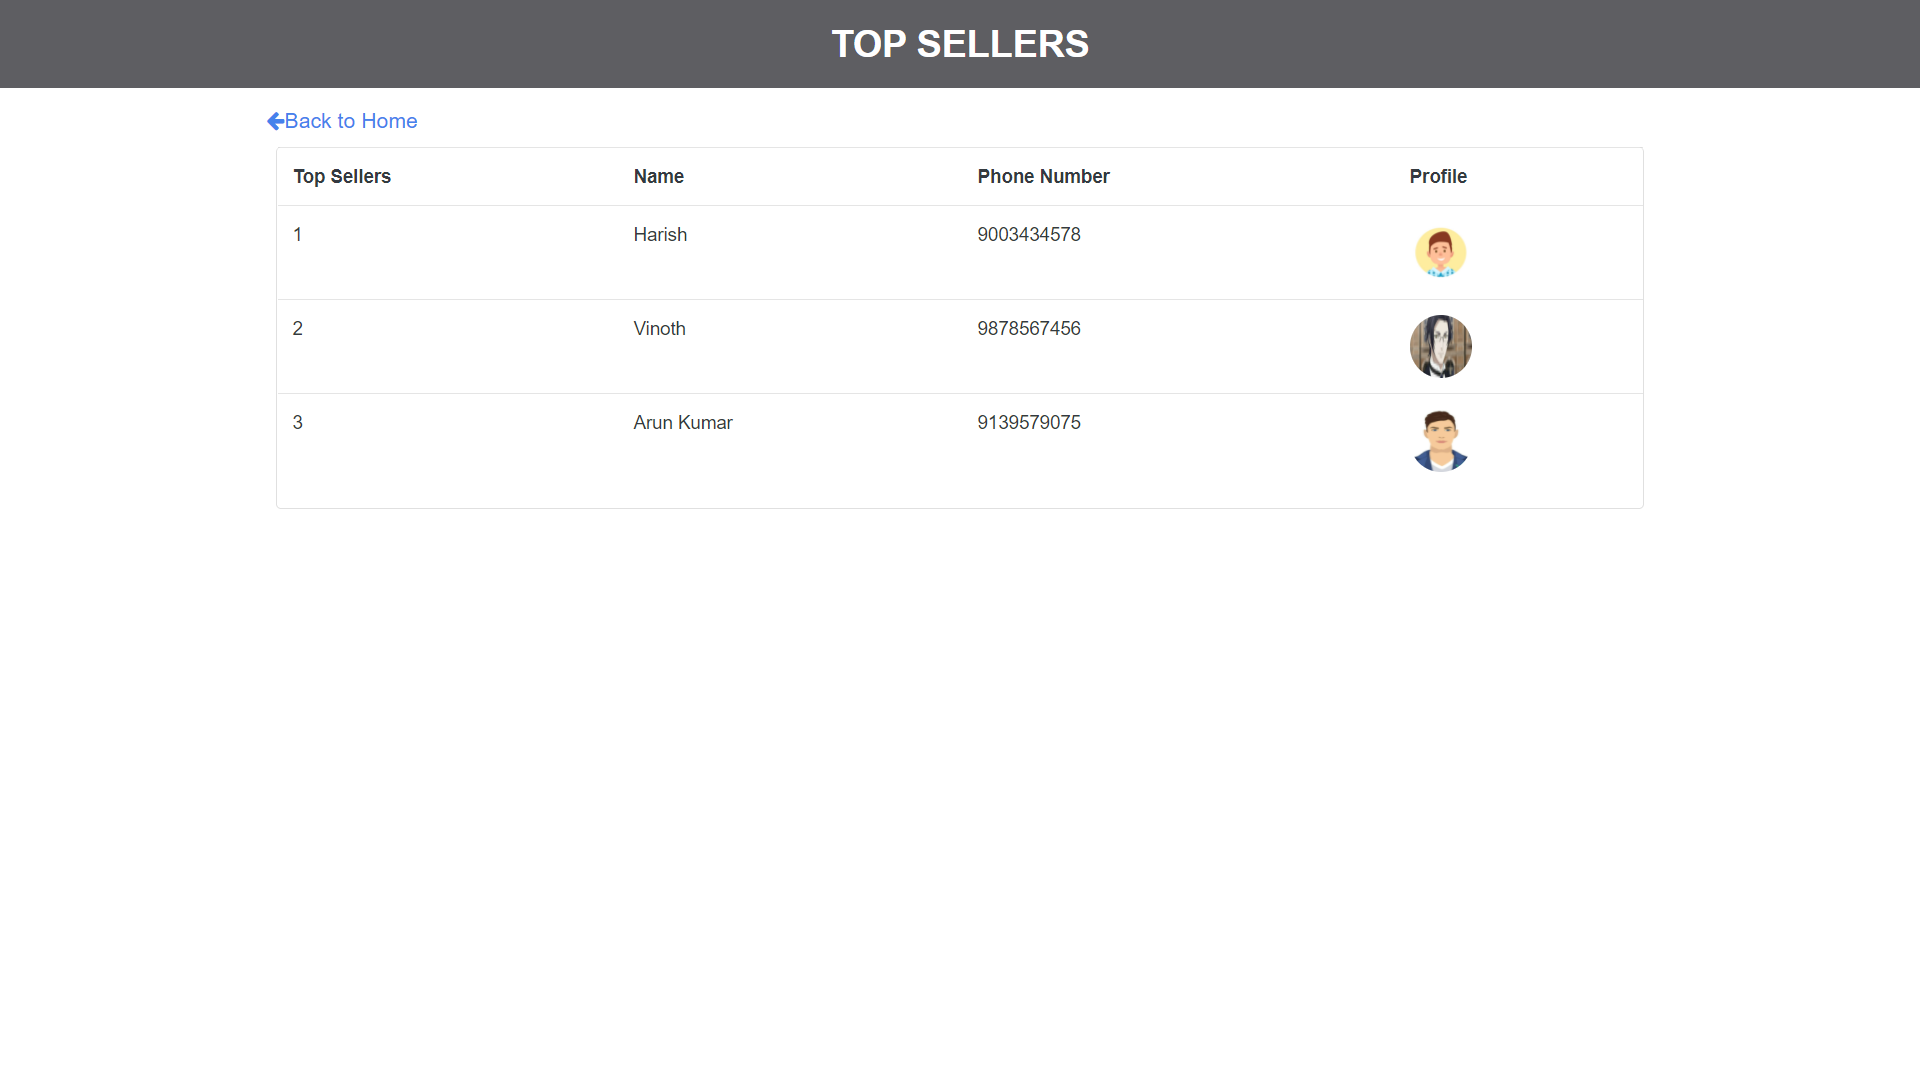 TOP SELLERS
Back to Home
Top Sellers Name Phone Number Profile
1 Harish 9003434578
2 Vinoth 9878567456
3 Arun Kumar 9139579075